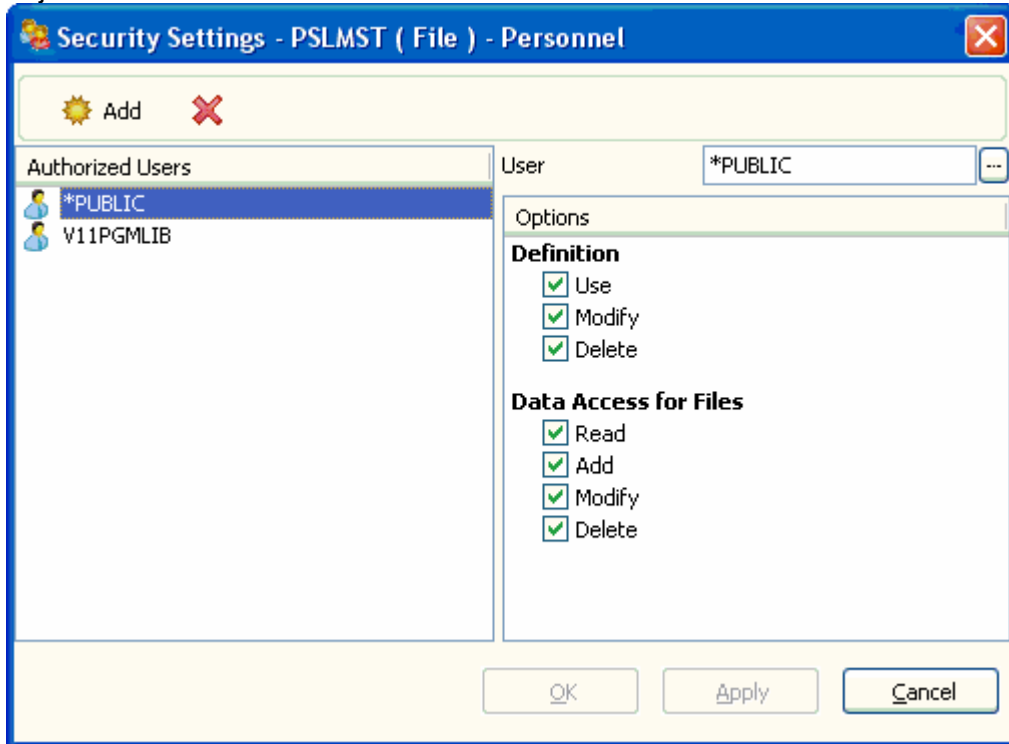 Security Settings - PSLMST ( File ) - Personnel
Add
Authorized Users
*PUBLIC
V11PGMLIB
User *PUBLIC ...
Options
Definition
Use
Modify
Delete
Data Access for Files
Read
Add
Modify
Delete
OK Apply Cancel